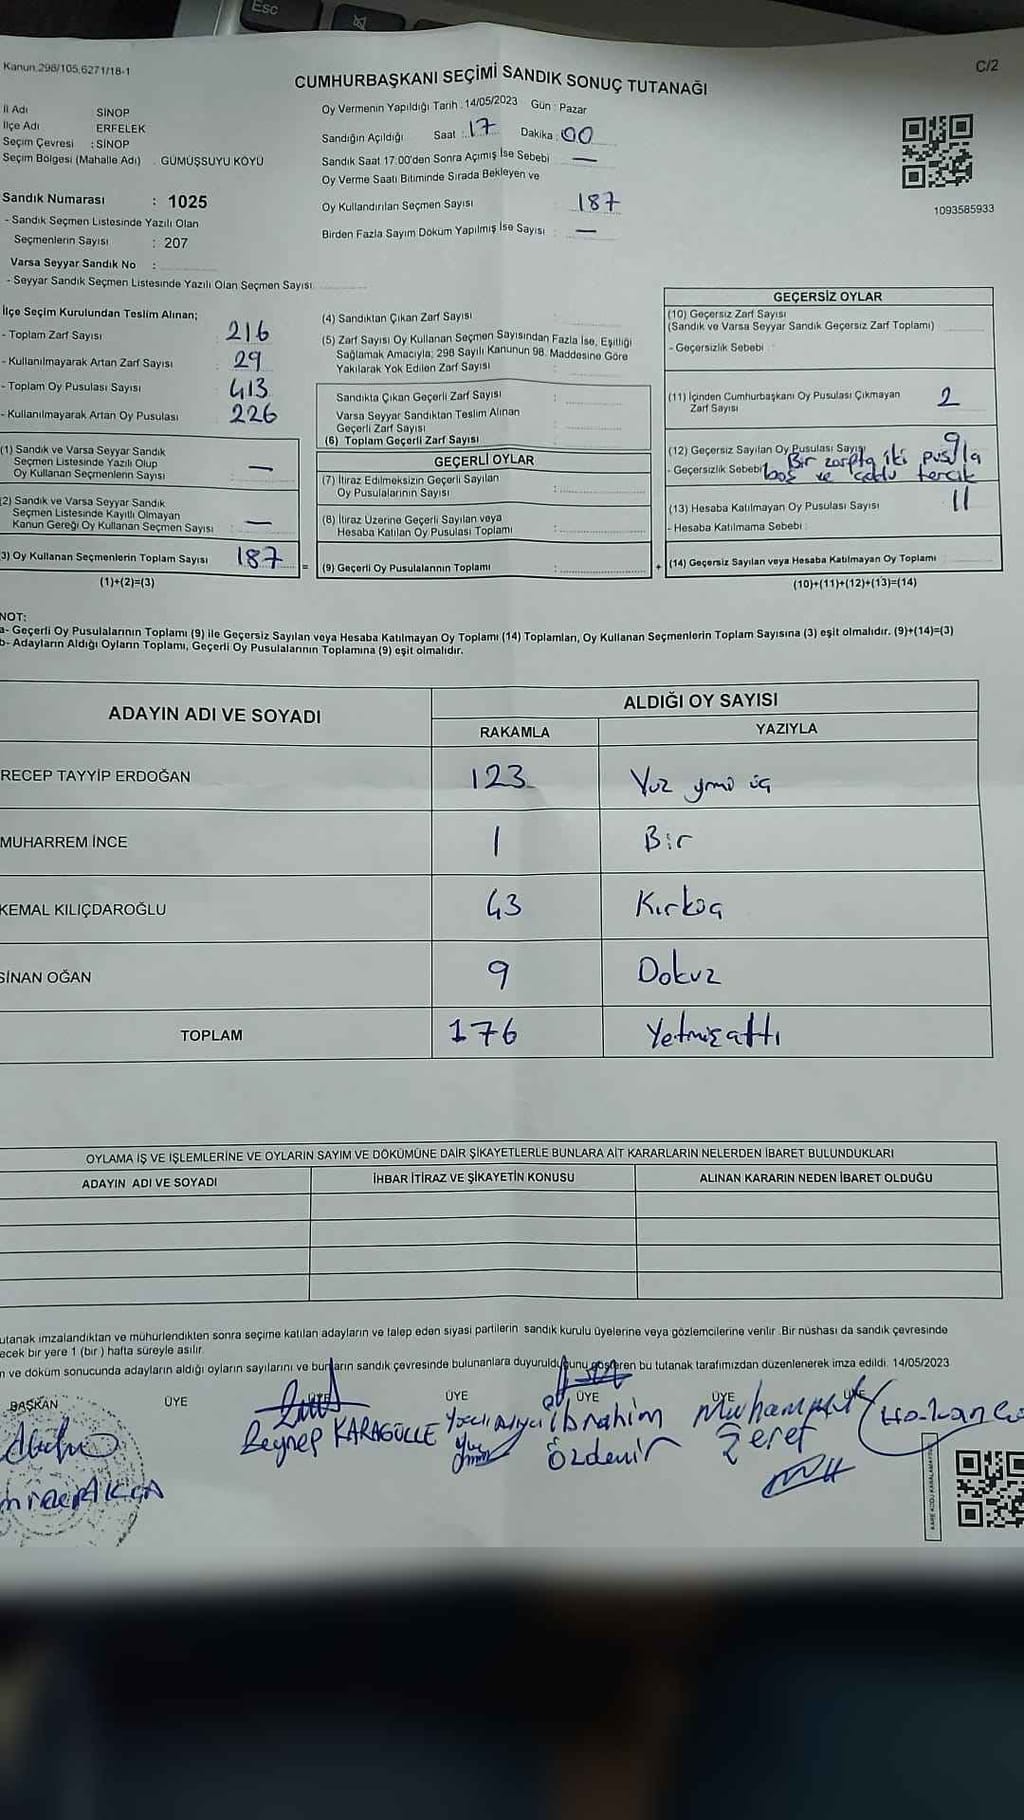 Esc
Kanun.298/105,6271/18-1
C/2
CUMHURBAŞKANI SEÇİMİ SANDIK SONUÇ TUTANAĞI
İl Adı : SİNOP
İlçe Adı ERFELEK
Seçim Çevresi : SİNOP
Seçim Bölgesi (Mahalle Adı) GÜMÜŞSUYU KÖYÜ
Sandık Numarası : 1025
- Sandık Seçmen Listesinde Yazılı Olan
Seçmenlerin Sayısı : 207
Varsa Seyyar Sandık No :
- Seyyar Sandık Seçmen Listesinde Yazılı Olan Seçmen Sayısı
Oy Vermenin Yapıldığı Tarih : 14/05/2023 Gün : Pazar
Sandığın Açıldığı Saat : 17 Dakika : 00
Sandık Saat 17:00'den Sonra Açımış İse Sebebi —
Oy Verme Saati Bitiminde Sırada Bekleyen ve
Oy Kullandırılan Seçmen Sayısı 187
Birden Fazla Sayım Döküm Yapılmış İse Sayısı : —
1093585933
İlçe Seçim Kurulundan Teslim Alınan;
- Toplam Zarf Sayısı : 216
- Kullanılmayarak Artan Zarf Sayısı : 29
- Toplam Oy Pusulası Sayısı : 413
- Kullanılmayarak Artan Oy Pusulası : 226
(1) Sandık ve Varsa Seyyar Sandık
Seçmen Listesinde Yazılı Olup
Oy Kullanan Seçmenlerin Sayısı : —
(2) Sandık ve Varsa Seyyar Sandık
Seçmen Listesinde Kayıtlı Olmayan
Kanun Gereği Oy Kullanan Seçmen Sayısı : —
3) Oy Kullanan Seçmenlerin Toplam Sayısı 187 =
(1)+(2)=(3)
(4) Sandıktan Çıkan Zarf Sayısı :
(5) Zarf Sayısı Oy Kullanan Seçmen Sayısından Fazla İse, Eşitliği
Sağlamak Amacıyla; 298 Sayılı Kanunun 98. Maddesine Göre
Yakılarak Yok Edilen Zarf Sayısı :
Sandıkta Çıkan Geçerli Zarf Sayısı :
Varsa Seyyar Sandıktan Teslim Alınan
Geçerli Zarf Sayısı :
(6) Toplam Geçerli Zarf Sayısı
GEÇERLİ OYLAR
(7) İtiraz Edilmeksizin Geçerli Sayılan
Oy Pusulalarının Sayısı :
(8) İtiraz Üzerine Geçerli Sayılan veya
Hesaba Katılan Oy Pusulası Toplamı :
(9) Geçerli Oy Pusulalarının Toplamı : +
GEÇERSİZ OYLAR
(10) Geçersiz Zarf Sayısı
(Sandık ve Varsa Seyyar Sandık Geçersiz Zarf Toplamı)
- Geçersizlik Sebebi
(11) İçinden Cumhurbaşkanı Oy Pusulası Çıkmayan
Zarf Sayısı 2
(12) Geçersiz Sayılan Oy Pusulası Sayısı 9
- Geçersizlik Sebebi Bir zarfta iki pusula
boş ve tercik
(13) Hesaba Katılmayan Oy Pusulası Sayısı 11
- Hesaba Katılmama Sebebi
(14) Geçersiz Sayılan veya Hesaba Katılmayan Oy Toplamı
(10)+(11)+(12)+(13)=(14)
NOT:
a- Geçerli Oy Pusulalarının Toplamı (9) ile Geçersiz Sayılan veya Hesaba Katılmayan Oy Toplamı (14) Toplamları, Oy Kullanan Seçmenlerin Toplam Sayısına (3) eşit olmalıdır. (9)+(14)=(3)
b- Adayların Aldığı Oyların Toplamı, Geçerli Oy Pusulalarının Toplamına (9) eşit olmalıdır.
ADAYIN ADI VE SOYADI ALDIĞI OY SAYISI
RAKAMLA YAZIYLA
RECEP TAYYİP ERDOĞAN 123 Yüz yrmi üç
MUHARREM İNCE 1 Bir
KEMAL KILIÇDAROĞLU 43 Kırküç
SİNAN OĞAN 9 Dokuz
TOPLAM 176 Yetmişaltı
OYLAMA İŞ VE İŞLEMLERİNE VE OYLARIN SAYIM VE DÖKÜMÜNE DAİR ŞİKAYETLERLE BUNLARA AİT KARARLARIN NELERDEN İBARET BULUNDUKLARI
ADAYIN ADI VE SOYADI İHBAR İTİRAZ VE ŞİKAYETİN KONUSU ALINAN KARARIN NEDEN İBARET OLDUĞU
utanak imzalandıktan ve mühürlendikten sonra seçime katılan adayların ve talep eden siyasi partilerin sandık kurulu üyelerine veya gözlemcilerine verilir. Bir nüshası da sandık çevresinde
ecek bir yere 1 (bir) hafta süreyle asılır.
n ve döküm sonucunda adayların aldığı oyların sayılarını ve bunların sandık çevresinde bulunanlara duyurulduğunu gösteren bu tutanak tarafımızdan düzenlenerek imza edildi. 14/05/2023
BAŞKAN ÜYE ÜYE ÜYE ÜYE ÜYE ÜYE
Zeynep KARAGÜLLE
İbrahim
Özdemir
Muhammet
Zeref
AKÇA